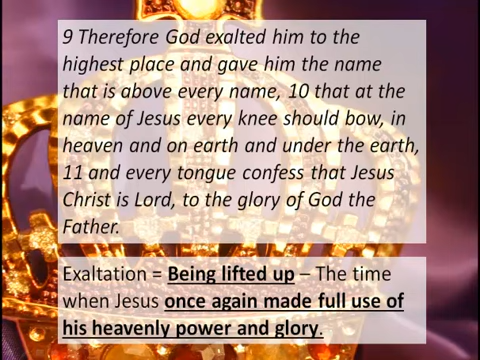 9 Therefore God exalted him to the
highest place and gave him the name
that is above every name, 10 that at the
name of Jesus every knee should bow, in
heaven and on earth and under the earth,
11 and every tongue confess that Jesus
Christ is Lord, to the glory of God the
Father.
Exaltation = Being lifted up – The time
when Jesus once again made full use of
his heavenly power and glory.